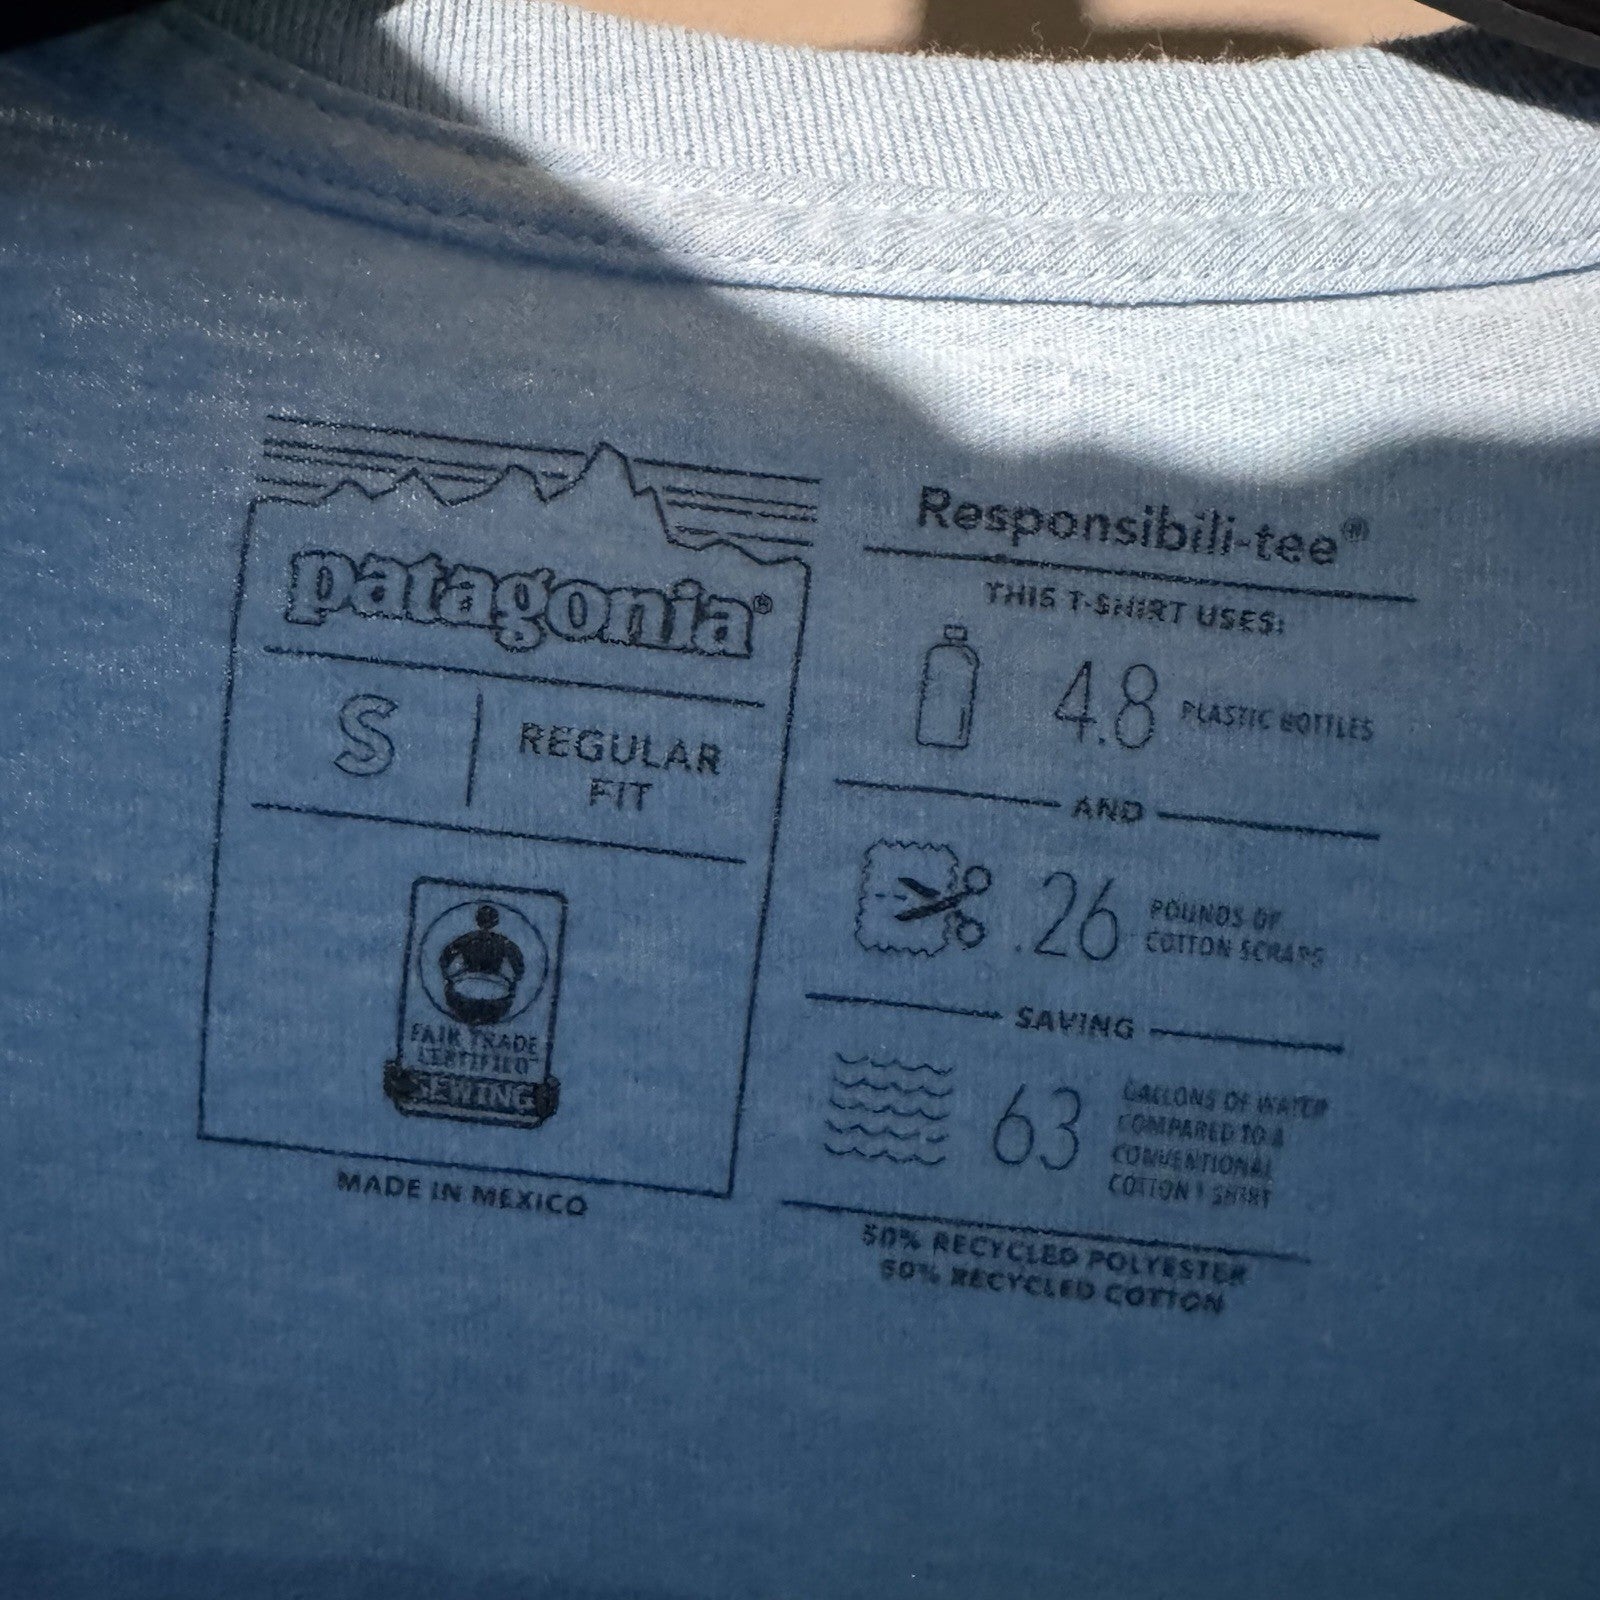 patagonia®
S
REGULAR
FIT
FAIR TRADE
CERTIFIED™
SEWING
MADE IN MEXICO
Responsibili-tee®
THIS T-SHIRT USES:
4.8 PLASTIC BOTTLES
AND
.26 POUNDS OF
COTTON SCRAPS
SAVING
63 GALLONS OF WATER
COMPARED TO A
CONVENTIONAL
COTTON T-SHIRT
50% RECYCLED POLYESTER
50% RECYCLED COTTON